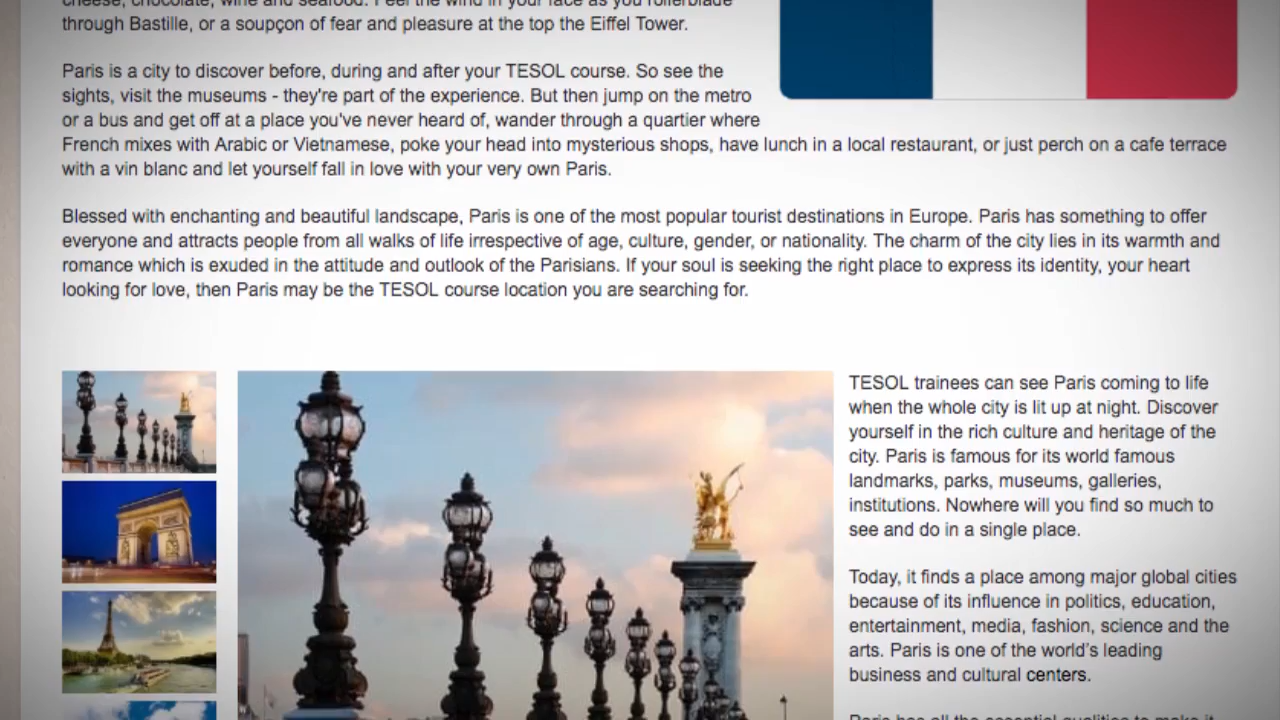 cheese, chocolate, wine and seafood. Feel the wind in your face as you rollerblade
through Bastille, or a soupçon of fear and pleasure at the top the Eiffel Tower.
Paris is a city to discover before, during and after your TESOL course. So see the
sights, visit the museums - they're part of the experience. But then jump on the metro
or a bus and get off at a place you've never heard of, wander through a quartier where
French mixes with Arabic or Vietnamese, poke your head into mysterious shops, have lunch in a local restaurant, or just perch on a cafe terrace
with a vin blanc and let yourself fall in love with your very own Paris.
Blessed with enchanting and beautiful landscape, Paris is one of the most popular tourist destinations in Europe. Paris has something to offer
everyone and attracts people from all walks of life irrespective of age, culture, gender, or nationality. The charm of the city lies in its warmth and
romance which is exuded in the attitude and outlook of the Parisians. If your soul is seeking the right place to express its identity, your heart
looking for love, then Paris may be the TESOL course location you are searching for.
TESOL trainees can see Paris coming to life
when the whole city is lit up at night. Discover
yourself in the rich culture and heritage of the
city. Paris is famous for its world famous
landmarks, parks, museums, galleries,
institutions. Nowhere will you find so much to
see and do in a single place.
Today, it finds a place among major global cities
because of its influence in politics, education,
entertainment, media, fashion, science and the
arts. Paris is one of the world's leading
business and cultural centers.
Paris has all the essential qualities to make it